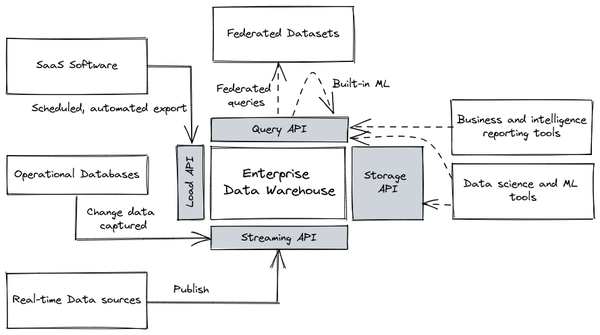 Federated Datasets
SaaS Software
Federated
queries
Built-in ML
Scheduled, automated export
Query API
Business and intelligence
reporting tools
Load API
Enterprise
Data Warehouse
Storage
API
Operational Databases
Data science and ML
tools
Change data
captured
Streaming API
Real-time Data sources
Publish